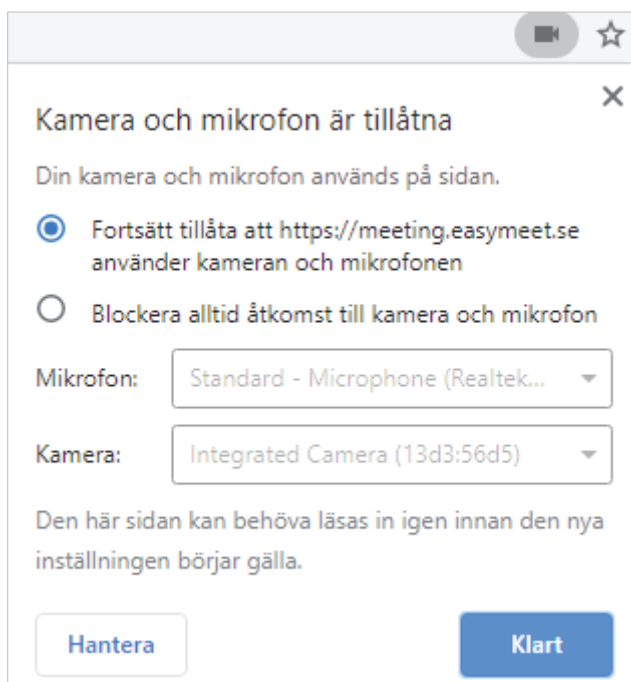 Kamera och mikrofon är tillåtna
Din kamera och mikrofon används på sidan.
Fortsätt tillåta att https://meeting.easymeet.se
använder kameran och mikrofonen
Blockera alltid åtkomst till kamera och mikrofon
Mikrofon: Standard - Microphone (Realtek...
Kamera: Integrated Camera (13d3:56d5)
Den här sidan kan behöva läsas in igen innan den nya
inställningen börjar gälla.
Hantera Klart